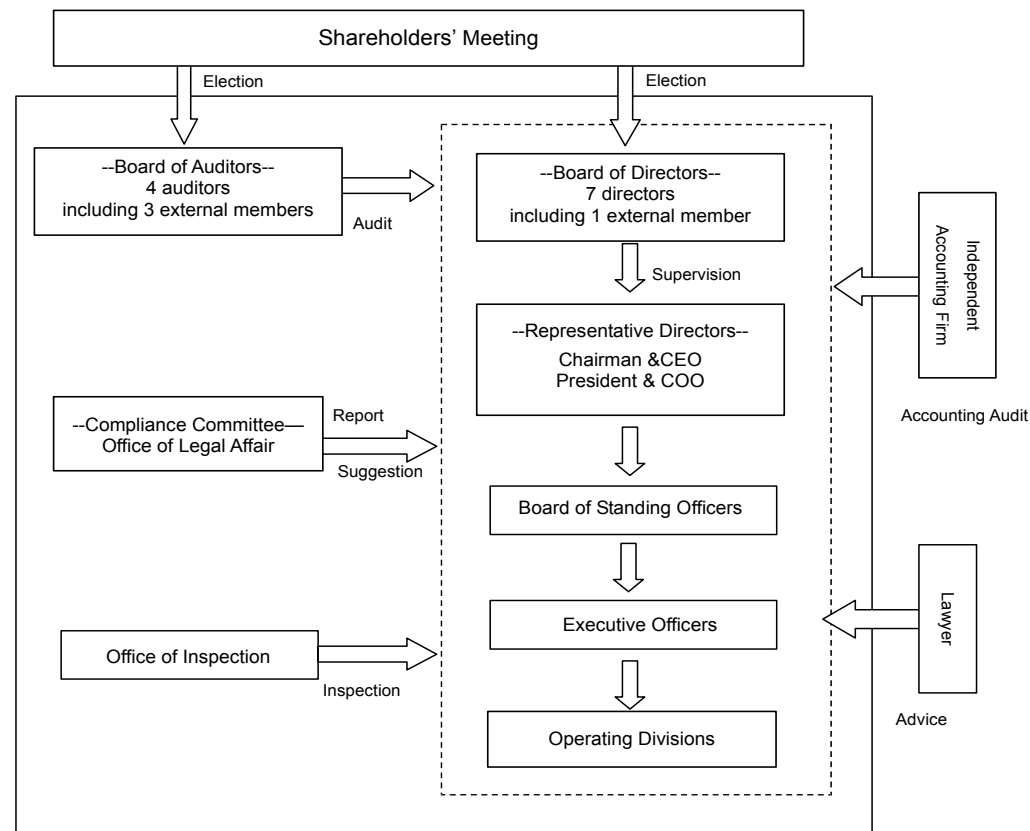 Shareholders' Meeting
Election
Election
--Board of Auditors--
4 auditors
including 3 external members
Audit
--Board of Directors--
7 directors
including 1 external member
Supervision
Independent
Accounting Firm
Accounting Audit
--Representative Directors--
Chairman &CEO
President & COO
Report
--Compliance Committee—
Office of Legal Affair
Suggestion
Board of Standing Officers
Lawyer
Advice
Executive Officers
Office of Inspection
Inspection
Operating Divisions